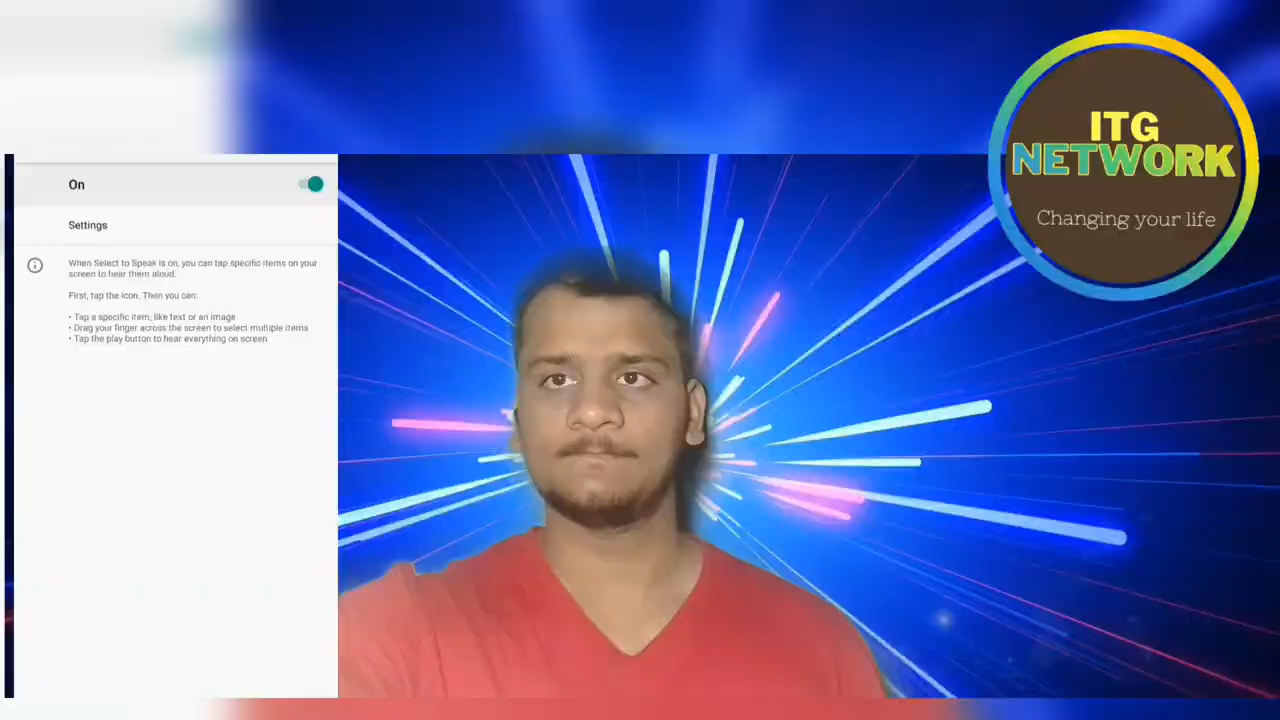 On
Settings
When Select to Speak is on, you can tap specific items on your
screen to hear them aloud.
First, tap the icon. Then you can:
• Tap a specific item, like text or an image
• Drag your finger across the screen to select multiple items
• Tap the play button to hear everything on screen
ITG
NETWORK
Changing your life